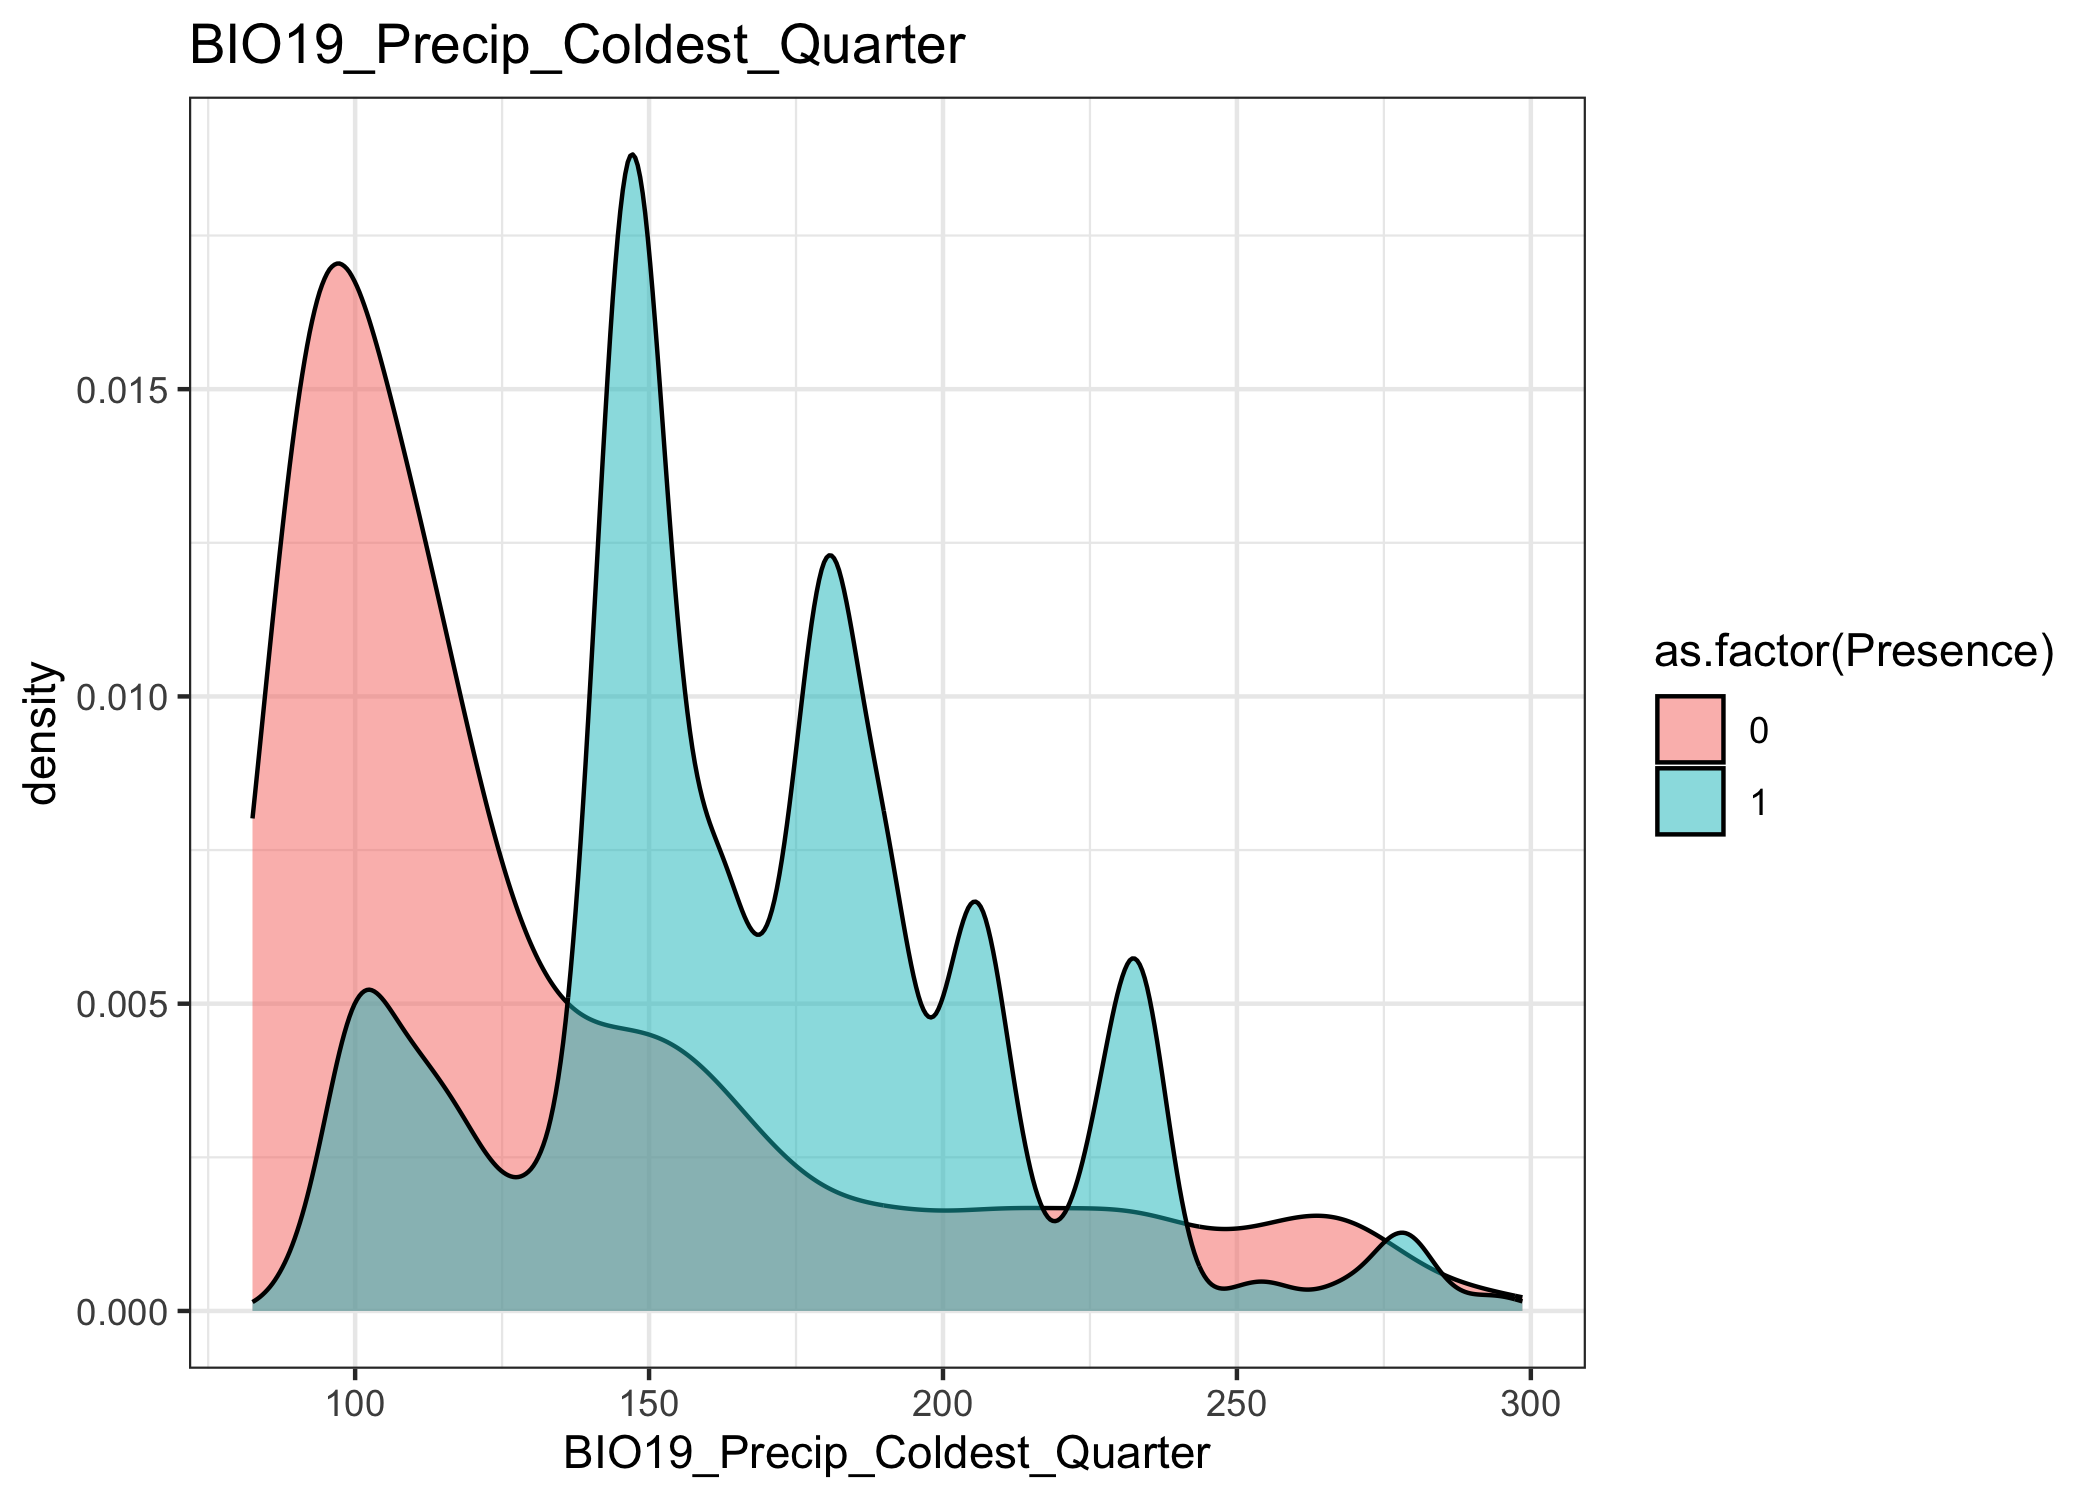 BIO19_Precip_Coldest_Quarter
density
0.015
0.010
0.005
0.000
100 150 200 250 300
BIO19_Precip_Coldest_Quarter
as.factor(Presence)
0
1